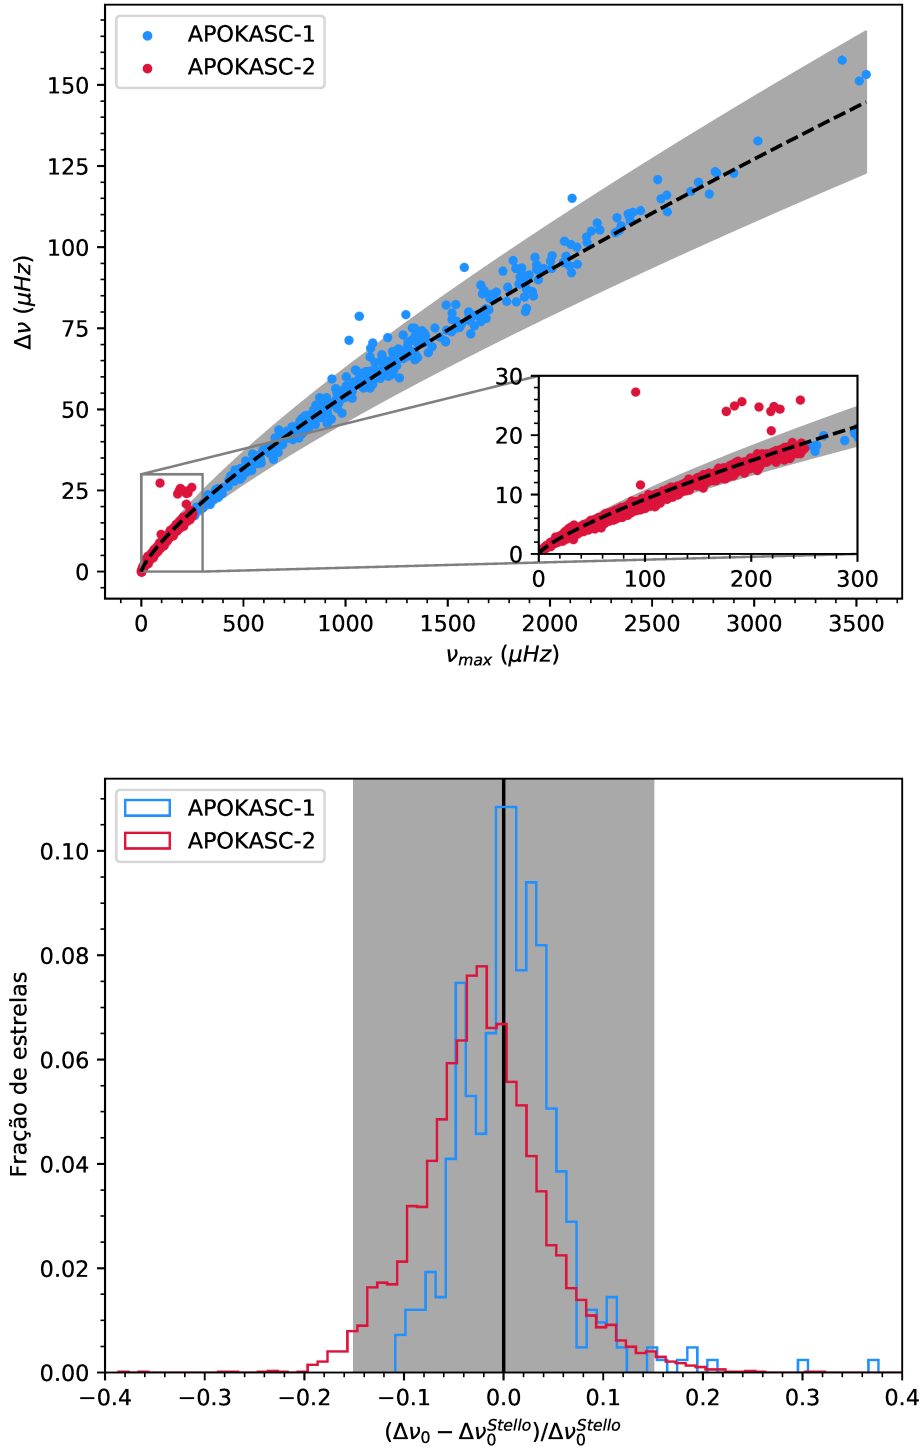 APOKASC-1
APOKASC-2
150
125
100
75
50
25
0
Δν (μHz)
30
20
10
0
0 100 200 300
0 500 1000 1500 2000 2500 3000 3500
ν_max (μHz)
APOKASC-1
APOKASC-2
0.10
0.08
0.06
0.04
0.02
0.00
Fração de estrelas
−0.4 −0.3 −0.2 −0.1 0.0 0.1 0.2 0.3 0.4
(Δν₀ − Δν₀^Stello)/Δν₀^Stello